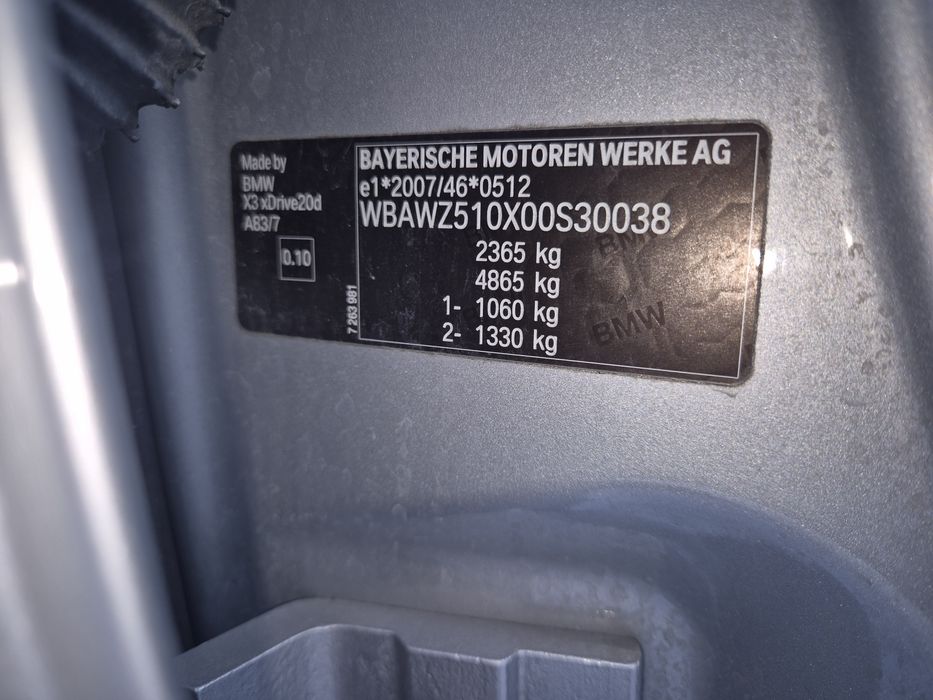 Made by
BMW
X3 xDrive20d
A83/7
0.10
7 263 981
BAYERISCHE MOTOREN WERKE AG
e1*2007/46*0512
WBAWZ510X00S30038
2365 kg
4865 kg
1- 1060 kg
2- 1330 kg
BMW
BMW